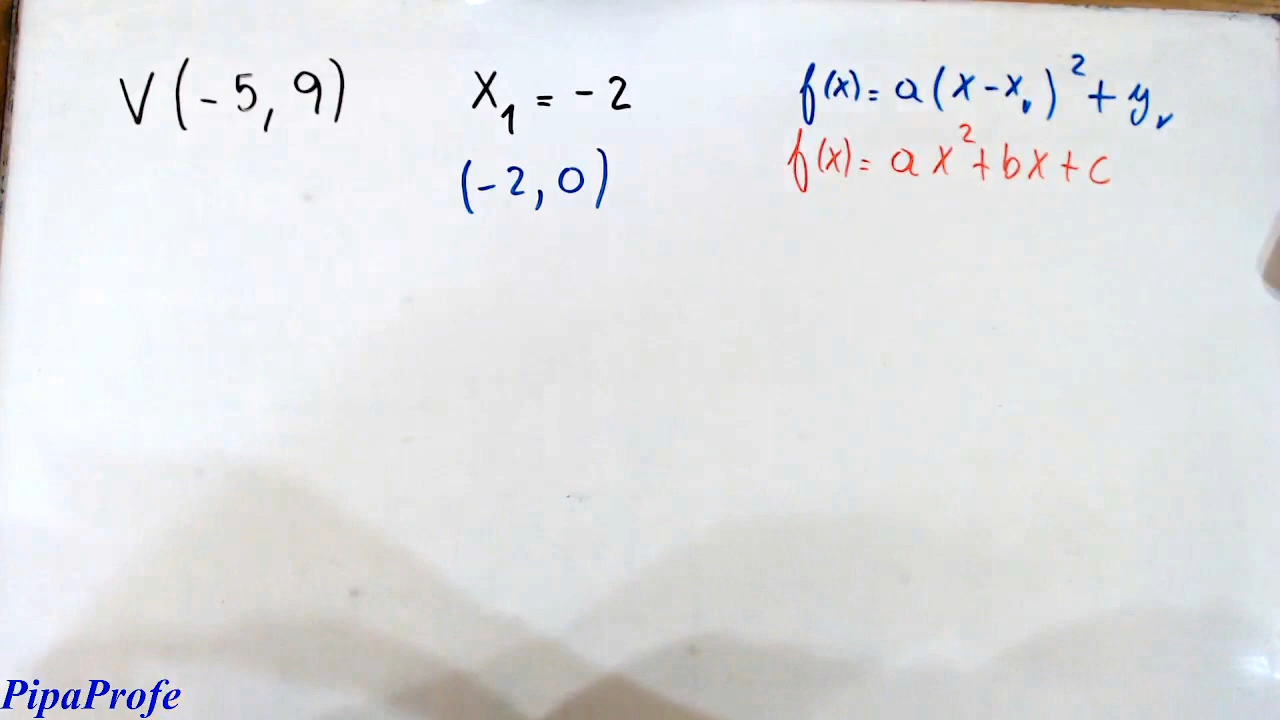 V (-5, 9)
x₁ = -2
(-2, 0)
f(x) = a(x - xᵥ)² + yᵥ
f(x) = ax² + bx + c
PipaProfe